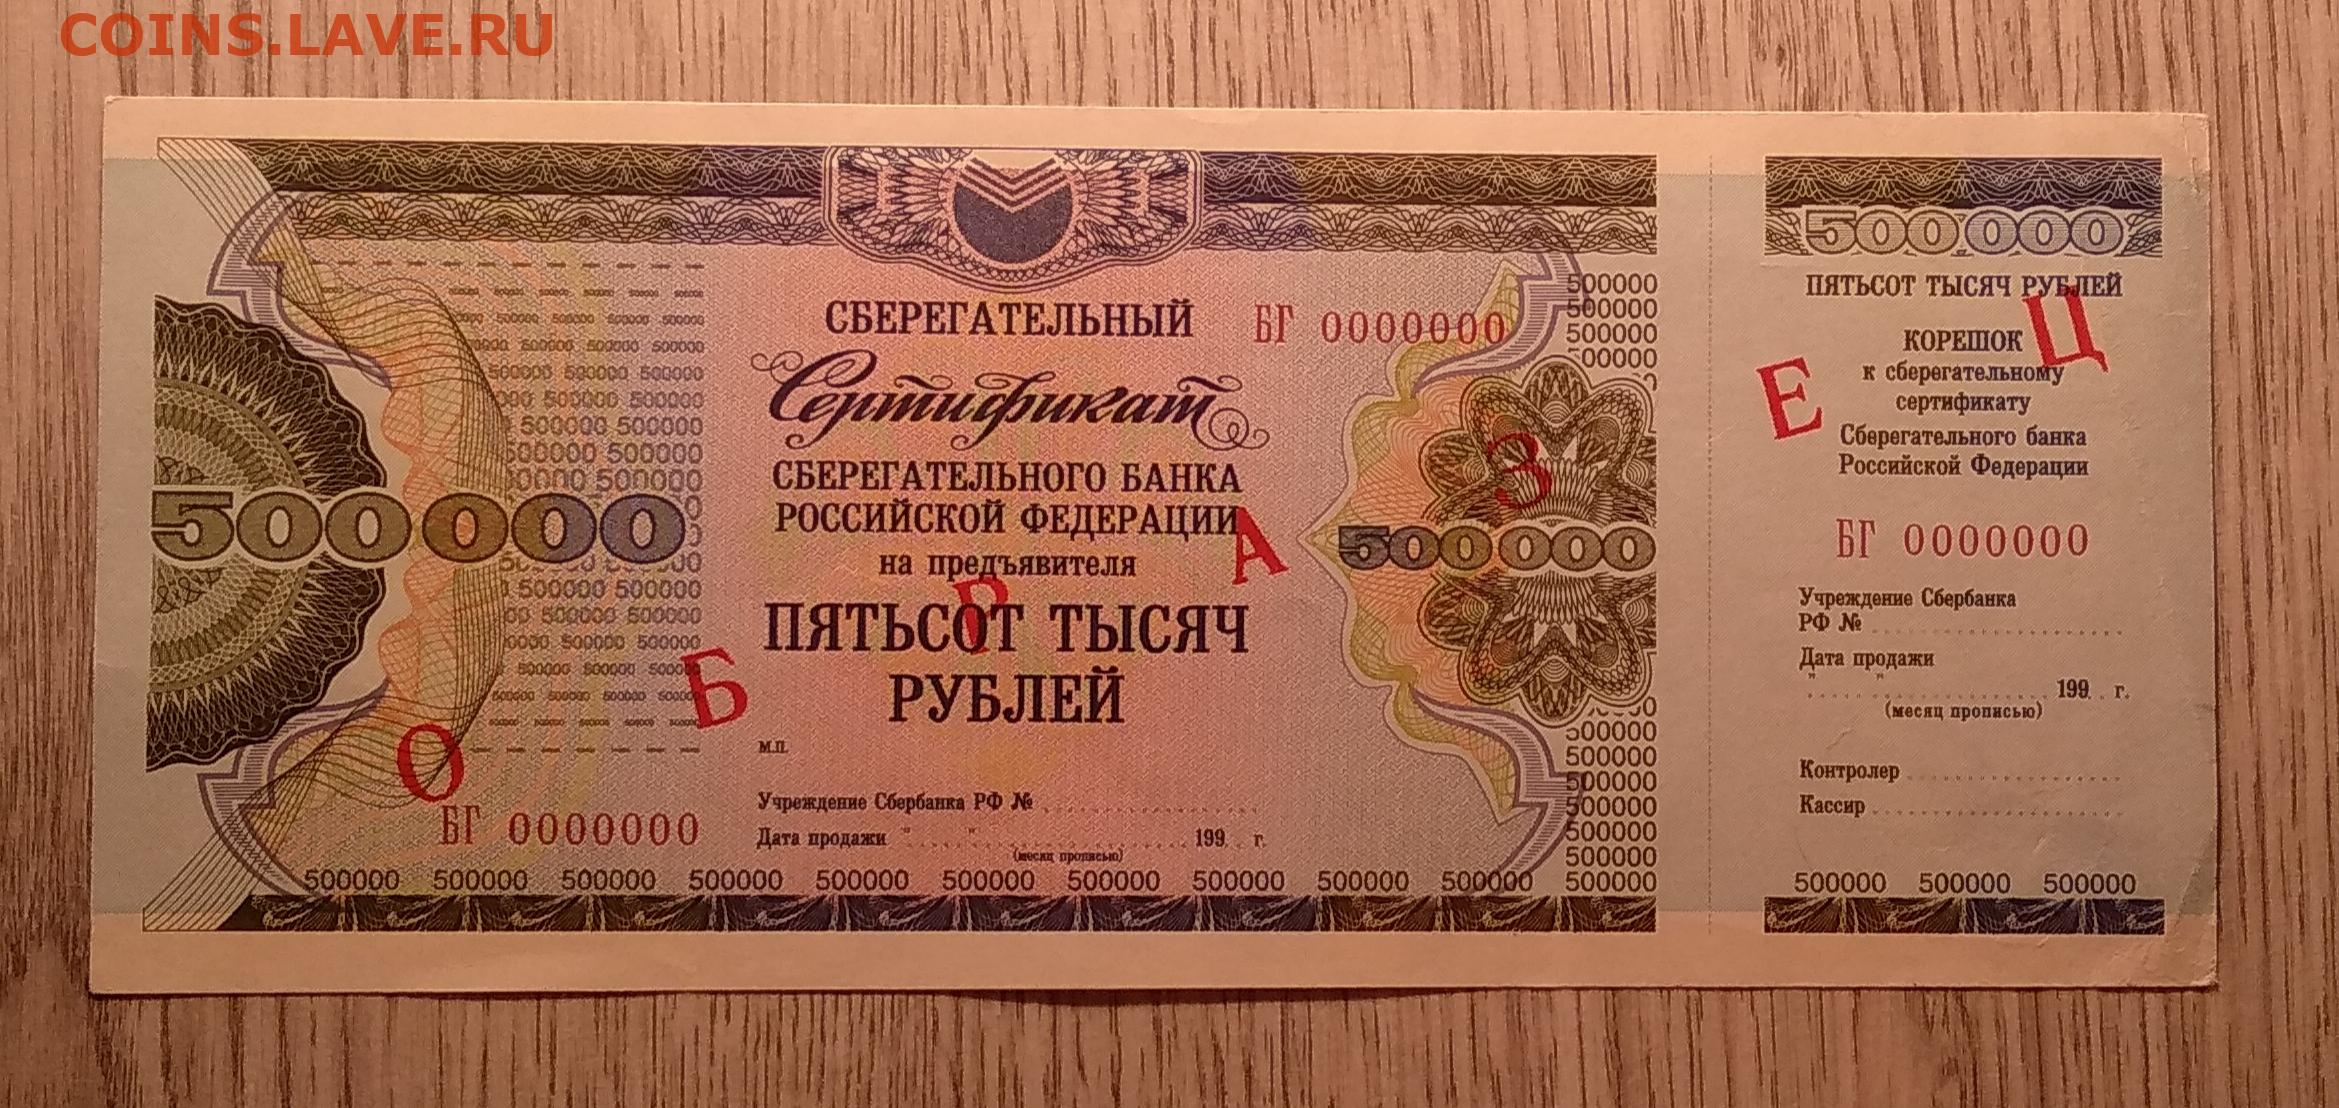 COINS.LAVE.RU
СБЕРЕГАТЕЛЬНЫЙ
БГ 0000000
Сертификат
СБЕРЕГАТЕЛЬНОГО БАНКА
РОССИЙСКОЙ ФЕДЕРАЦИИ
на предъявителя
ПЯТЬСОТ ТЫСЯЧ
РУБЛЕЙ
500 000
500 000
О Б Р А З Е Ц
м.п.
Учреждение Сбербанка РФ №
Дата продажи " " 199 г.
(месяц прописью)
БГ 0000000
500000 500000 500000 500000 500000 500000 500000 500000 500000 500000 500000
500 000
ПЯТЬСОТ ТЫСЯЧ РУБЛЕЙ
КОРЕШОК
к сберегательному
сертификату
Сберегательного банка
Российской Федерации
БГ 0000000
Учреждение Сбербанка
РФ №
Дата продажи
" " 199 г.
(месяц прописью)
Контролер
Кассир
500000 500000 500000